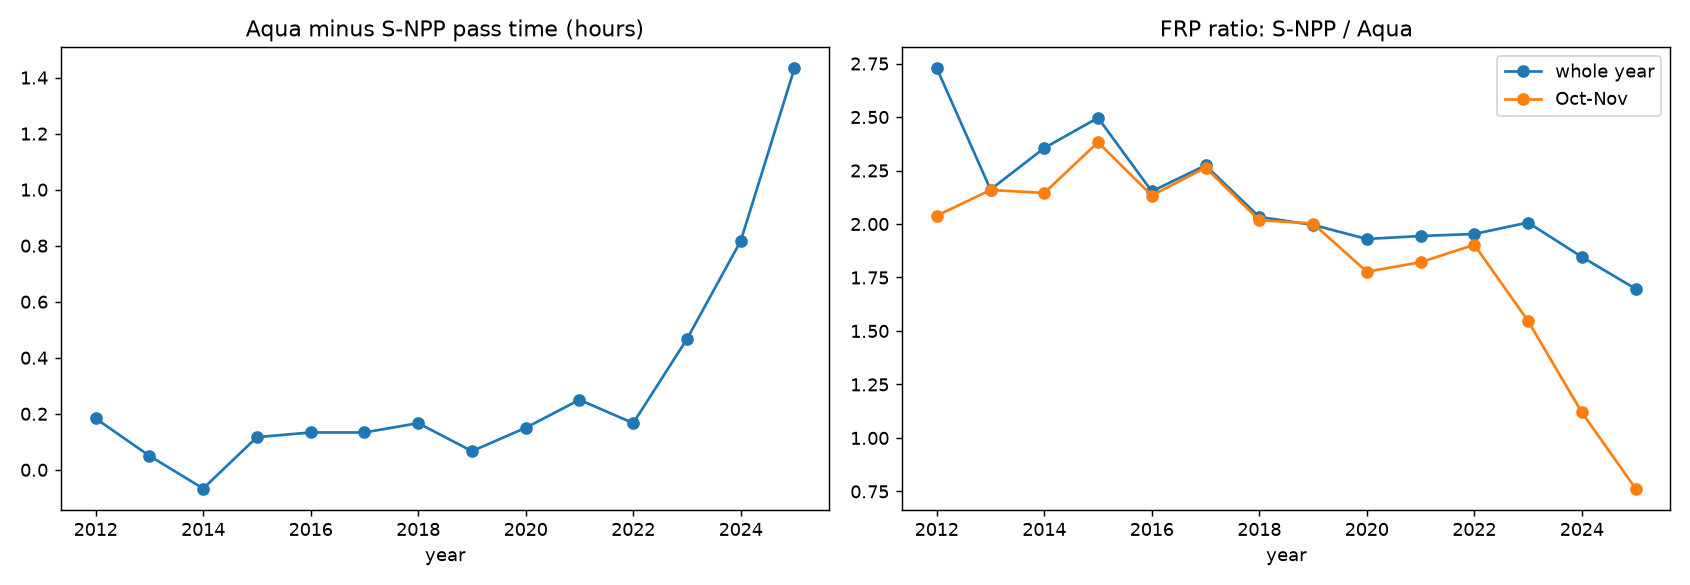 Aqua minus S-NPP pass time (hours)
1.4
1.2
1.0
0.8
0.6
0.4
0.2
0.0
2012 2014 2016 2018 2020 2022 2024
year
FRP ratio: S-NPP / Aqua
whole year
Oct-Nov
2.75
2.50
2.25
2.00
1.75
1.50
1.25
1.00
0.75
2012 2014 2016 2018 2020 2022 2024
year